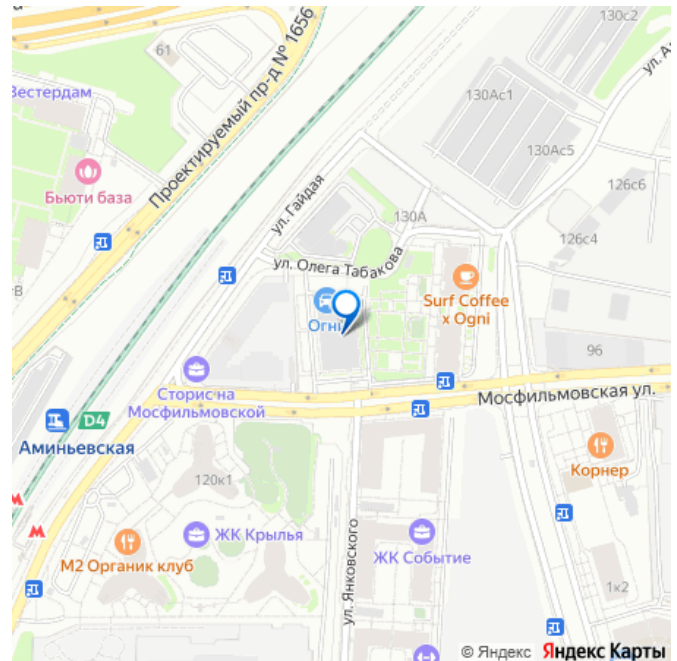 130с2
61
Проектируемый пр-д № 1656
Вестердам
130Ас1
ул. А
130Ас5
Бьюти база
ул. Гайдая
130А
126с6
126с4
ул. Олега Табакова
Surf Coffee
x Ogni
Огни
96
Сторис на
Мосфильмовской
Мосфильмовская ул.
D4
Аминьевская
120к1
Корнер
ЖК Крылья
М2 Органик клуб
ул. Янковского
ЖК Событие
1к2
© Яндекс Яндекс Карты